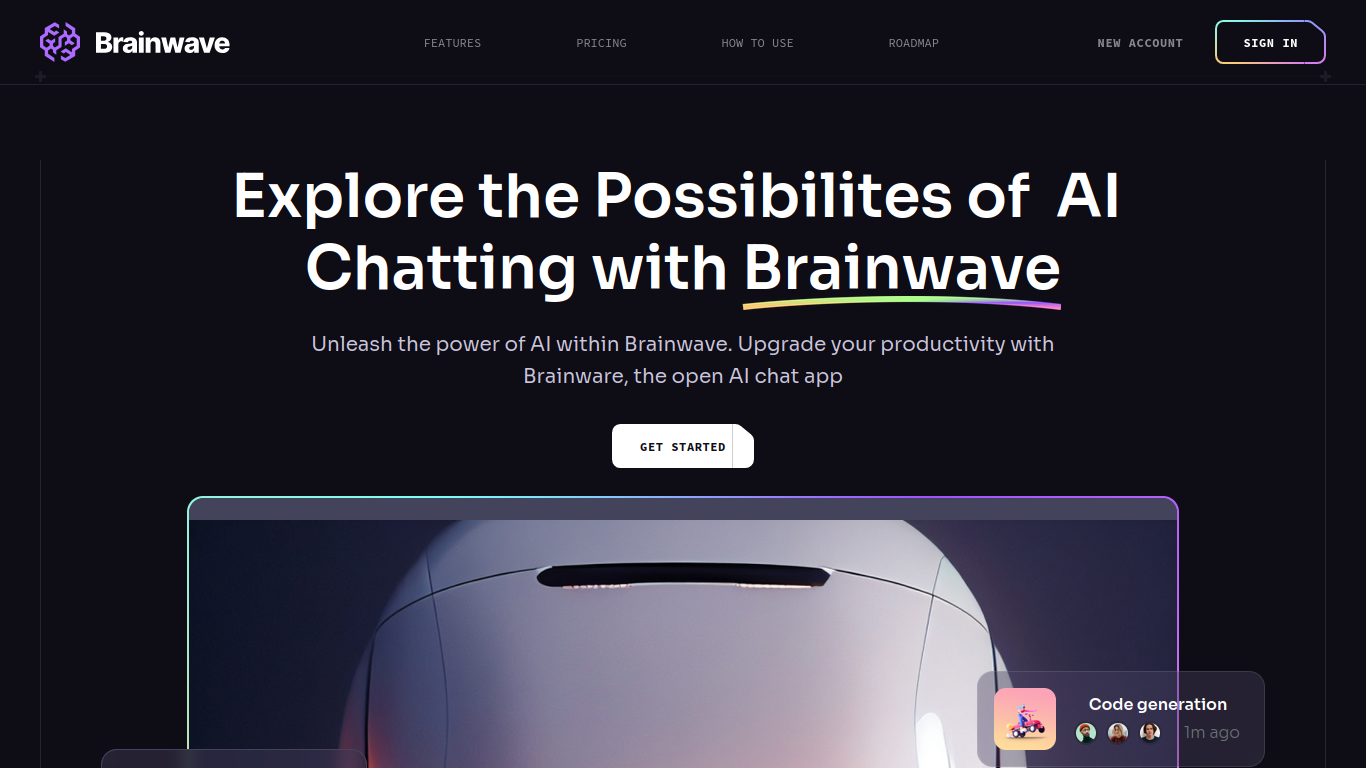 Brainwave
FEATURES
PRICING
HOW TO USE
ROADMAP
NEW ACCOUNT
SIGN IN
Explore the Possibilites of AI
Chatting with Brainwave
Unleash the power of AI within Brainwave. Upgrade your productivity with
Brainware, the open AI chat app
GET STARTED
Code generation
1m ago